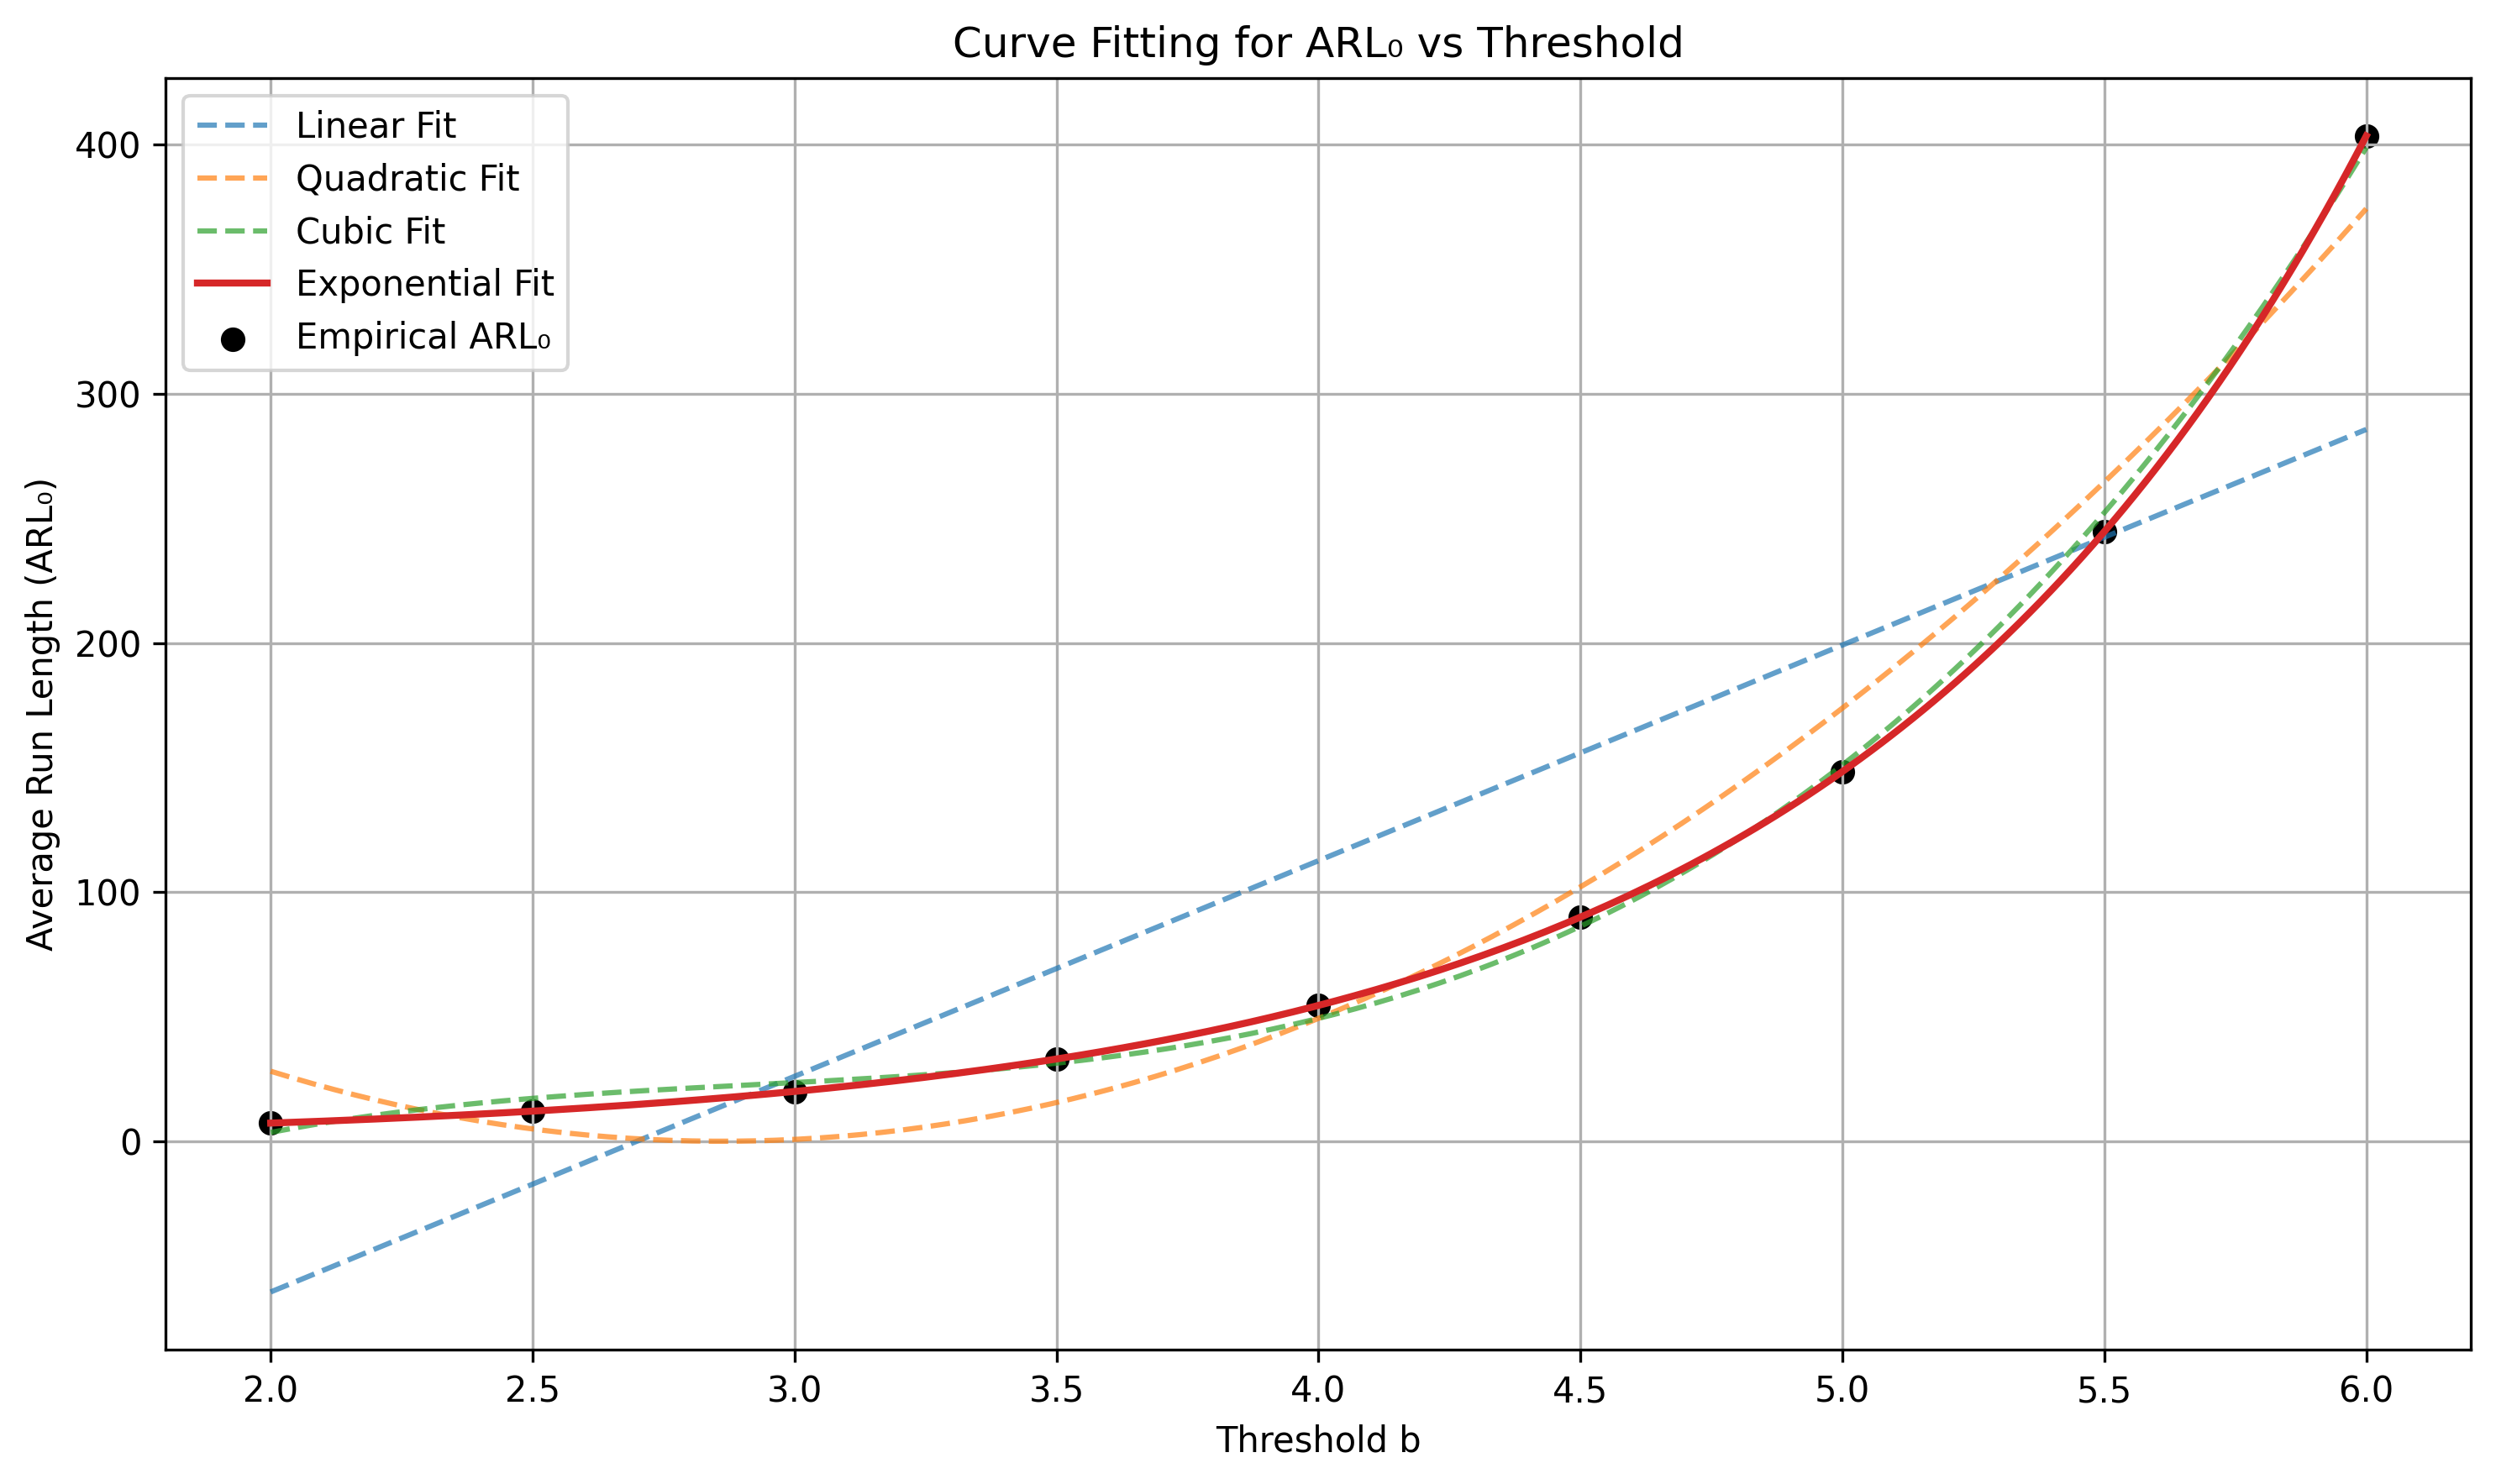 Curve Fitting for ARL₀ vs Threshold
Linear Fit
Quadratic Fit
Cubic Fit
Exponential Fit
Empirical ARL₀
Average Run Length (ARL₀)
400
300
200
100
0
2.0 2.5 3.0 3.5 4.0 4.5 5.0 5.5 6.0
Threshold b